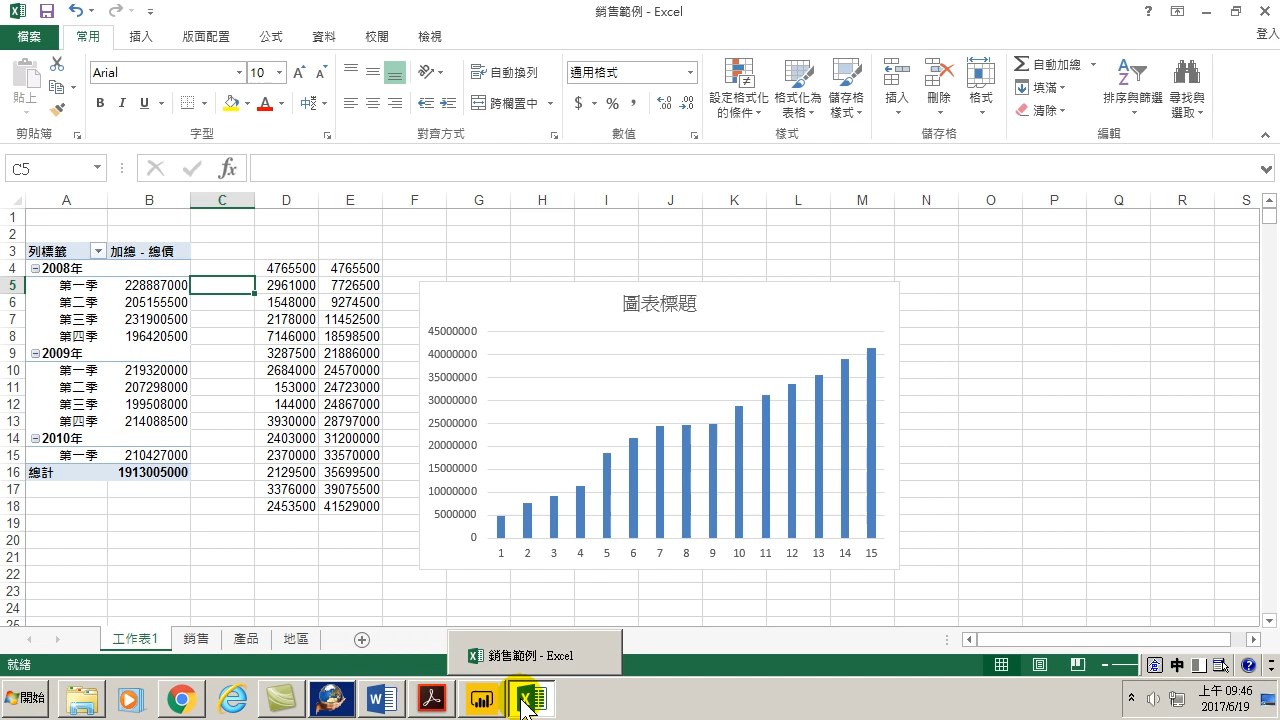 銷售範例 - Excel
檔案 常用 插入 版面配置 公式 資料 校閱 檢視 登入
貼上 Arial 10 自動換列 通用格式 設定格式化的條件 格式化為表格 儲存格樣式 插入 刪除 格式 自動加總 填滿 清除 排序與篩選 尋找與選取
跨欄置中 $ % ,
剪貼簿 字型 對齊方式 數值 樣式 儲存格 編輯
C5 fx
A B C D E F G H I J K L M N O P Q R S
1
2
3 列標籤 加總 - 總價
4 2008年 4765500 4765500
5 第一季 228887000 2961000 7726500
6 第二季 205155500 1548000 9274500
7 第三季 231900500 2178000 11452500
8 第四季 196420500 7146000 18598500
9 2009年 3287500 21886000
10 第一季 219320000 2684000 24570000
11 第二季 207298000 153000 24723000
12 第三季 199508000 144000 24867000
13 第四季 214088500 3930000 28797000
14 2010年 2403000 31200000
15 第一季 210427000 2370000 33570000
16 總計 1913005000 2129500 35699500
17 3376000 39075500
18 2453500 41529000
19
20
21
22
23
24
25
圖表標題
45000000
40000000
35000000
30000000
25000000
20000000
15000000
10000000
5000000
0
1 2 3 4 5 6 7 8 9 10 11 12 13 14 15
工作表1 銷售 產品 地區
銷售範例 - Excel
就緒 中
開始 上午 09:46
2017/6/19